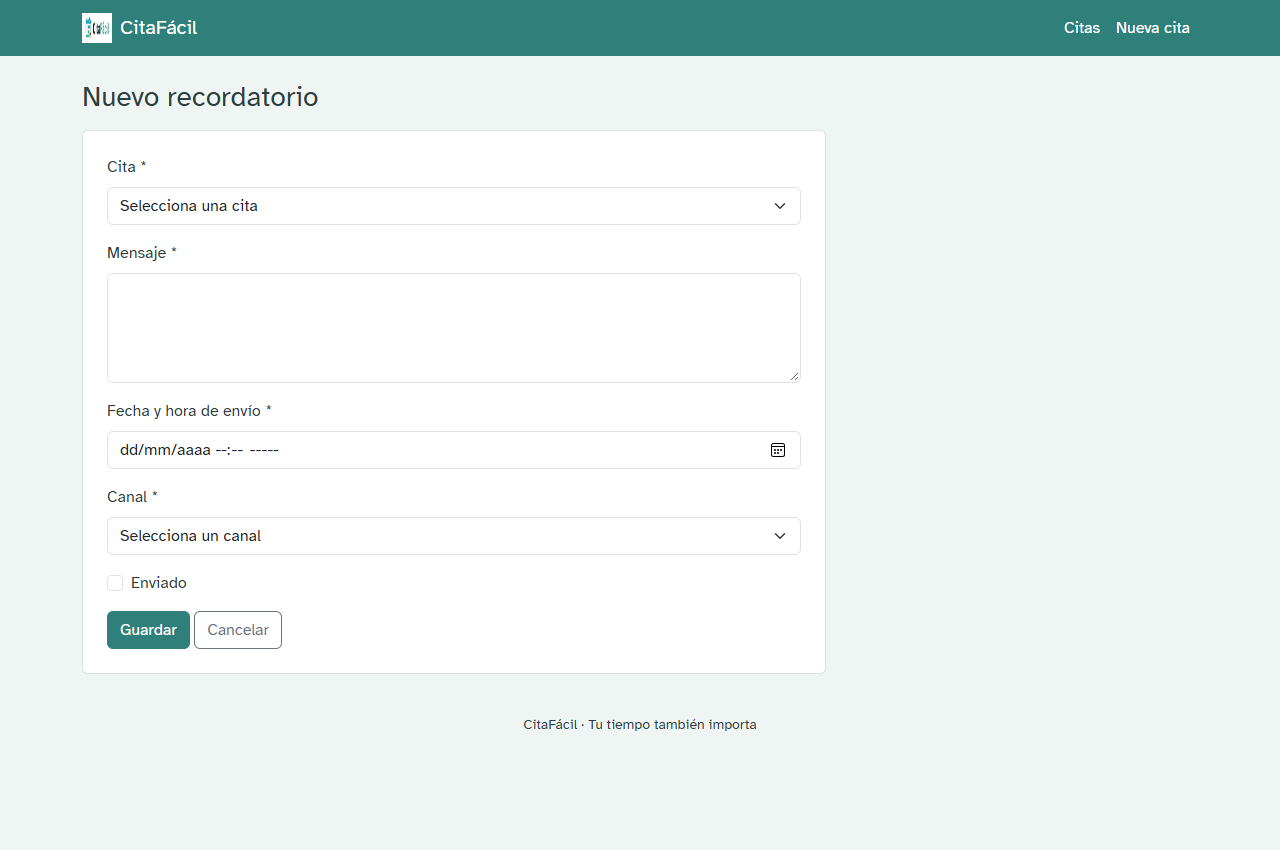 CitaFácil
Citas
Nueva cita
Nuevo recordatorio
Cita *
Selecciona una cita
Mensaje *
Fecha y hora de envío *
dd/mm/aaaa --:-- -----
Canal *
Selecciona un canal
Enviado
Guardar
Cancelar
CitaFácil · Tu tiempo también importa